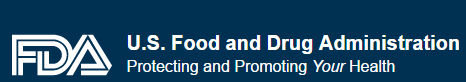 FDA
U.S. Food and Drug Administration
Protecting and Promoting Your Health